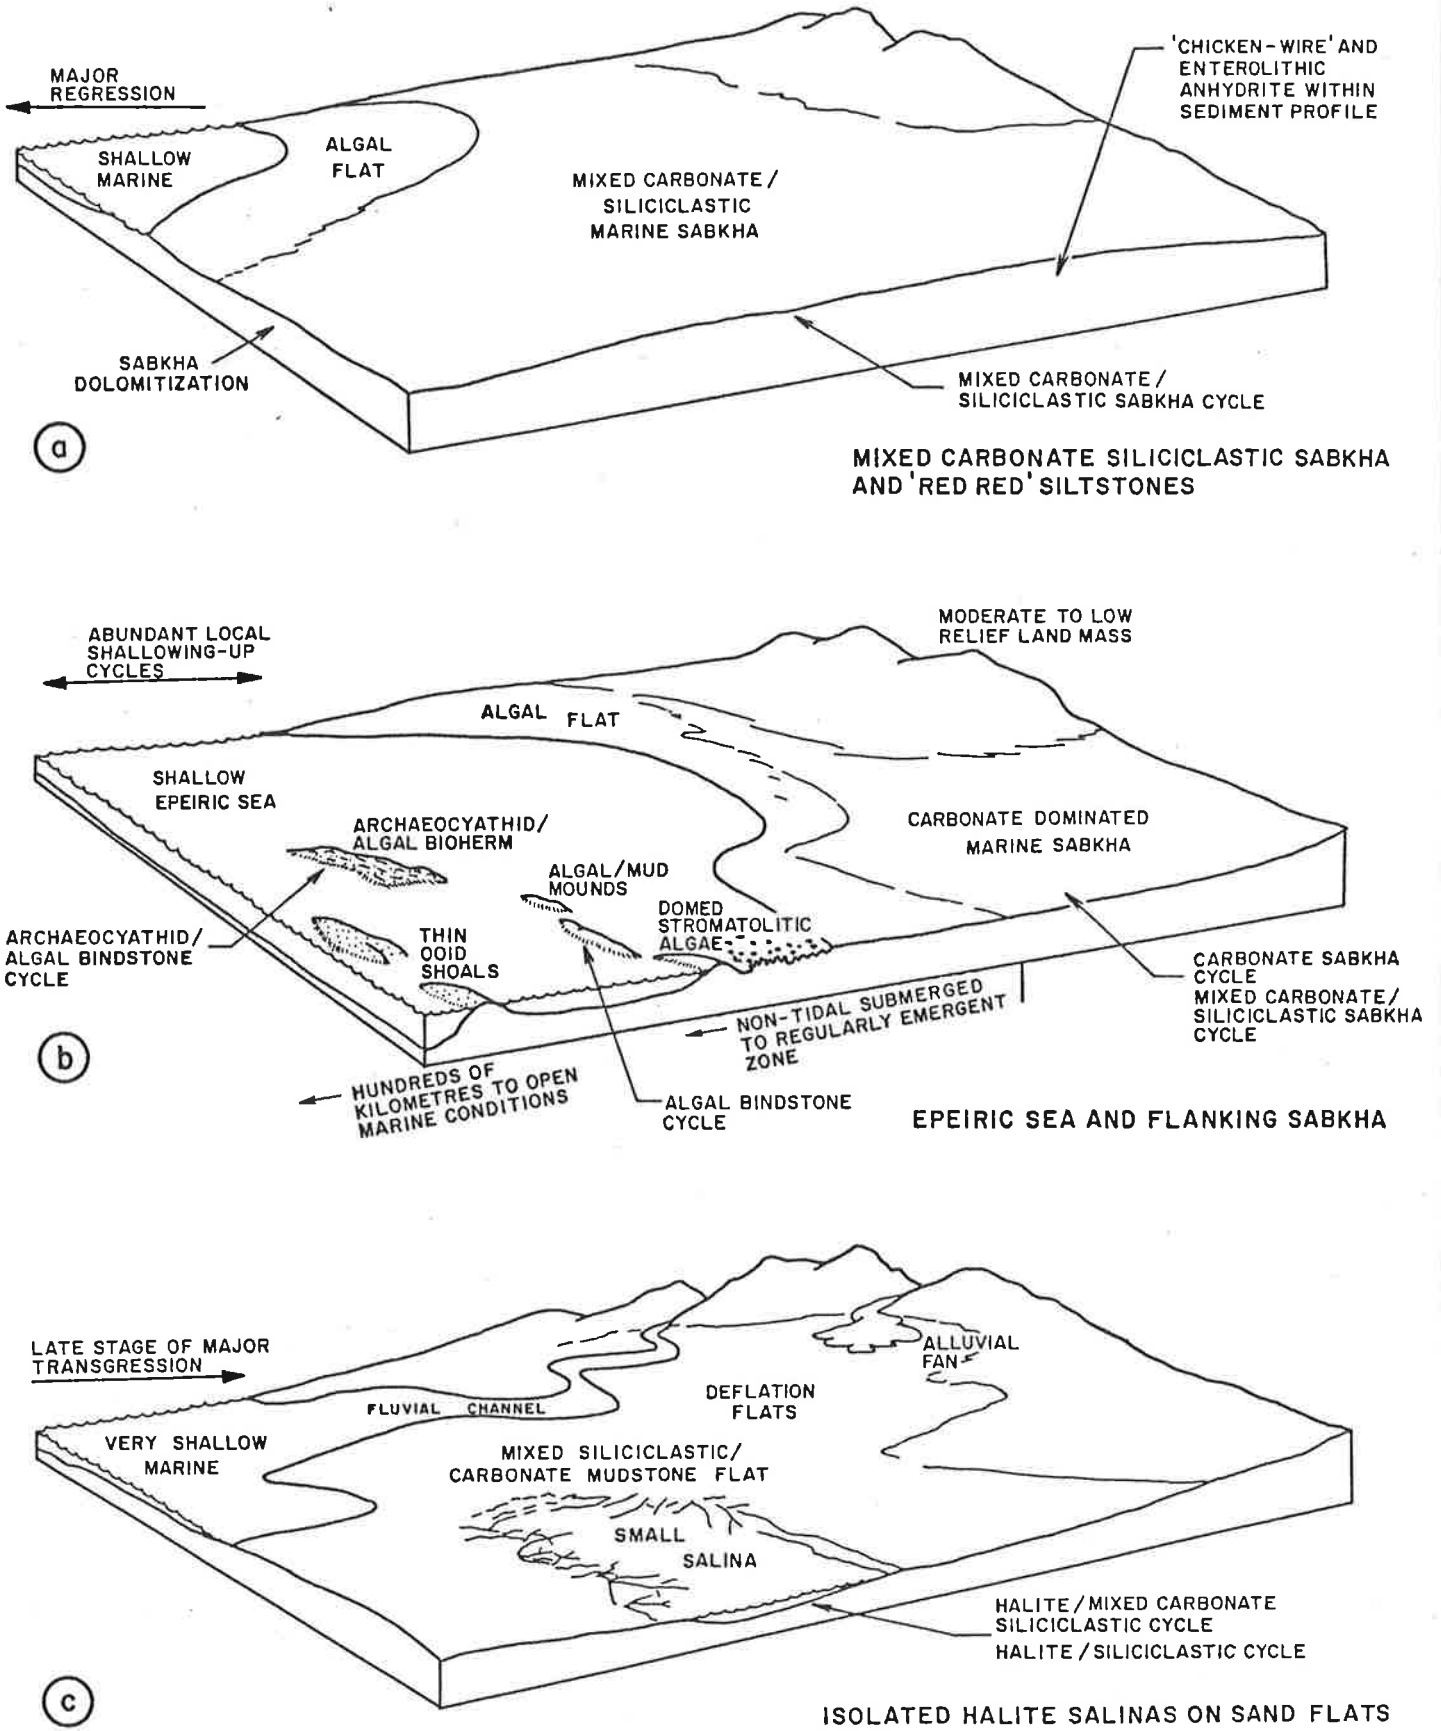 MAJOR
REGRESSION
'CHICKEN-WIRE' AND
ENTEROLITHIC
ANHYDRITE WITHIN
SEDIMENT PROFILE
SHALLOW
MARINE
ALGAL
FLAT
MIXED CARBONATE/
SILICICLASTIC
MARINE SABKHA
SABKHA
DOLOMITIZATION
MIXED CARBONATE/
SILICICLASTIC SABKHA CYCLE
a
MIXED CARBONATE SILICICLASTIC SABKHA
AND 'RED RED' SILTSTONES
ABUNDANT LOCAL
SHALLOWING-UP
CYCLES
MODERATE TO LOW
RELIEF LAND MASS
ALGAL FLAT
SHALLOW
EPEIRIC SEA
ARCHAEOCYATHID/
ALGAL BIOHERM
CARBONATE DOMINATED
MARINE SABKHA
ALGAL/MUD
MOUNDS
DOMED
STROMATOLITIC
ALGAE
ARCHAEOCYATHID/
ALGAL BINDSTONE
CYCLE
THIN
OOID
SHOALS
CARBONATE SABKHA
CYCLE
MIXED CARBONATE/
SILICICLASTIC SABKHA
CYCLE
NON-TIDAL SUBMERGED
TO REGULARLY EMERGENT
ZONE
HUNDREDS OF
KILOMETRES TO OPEN
MARINE CONDITIONS
ALGAL BINDSTONE
CYCLE
b
EPEIRIC SEA AND FLANKING SABKHA
LATE STAGE OF MAJOR
TRANSGRESSION
ALLUVIAL
FAN
FLUVIAL CHANNEL
DEFLATION
FLATS
VERY SHALLOW
MARINE
MIXED SILICICLASTIC/
CARBONATE MUDSTONE FLAT
SMALL
SALINA
HALITE/MIXED CARBONATE
SILICICLASTIC CYCLE
HALITE/SILICICLASTIC CYCLE
c
ISOLATED HALITE SALINAS ON SAND FLATS